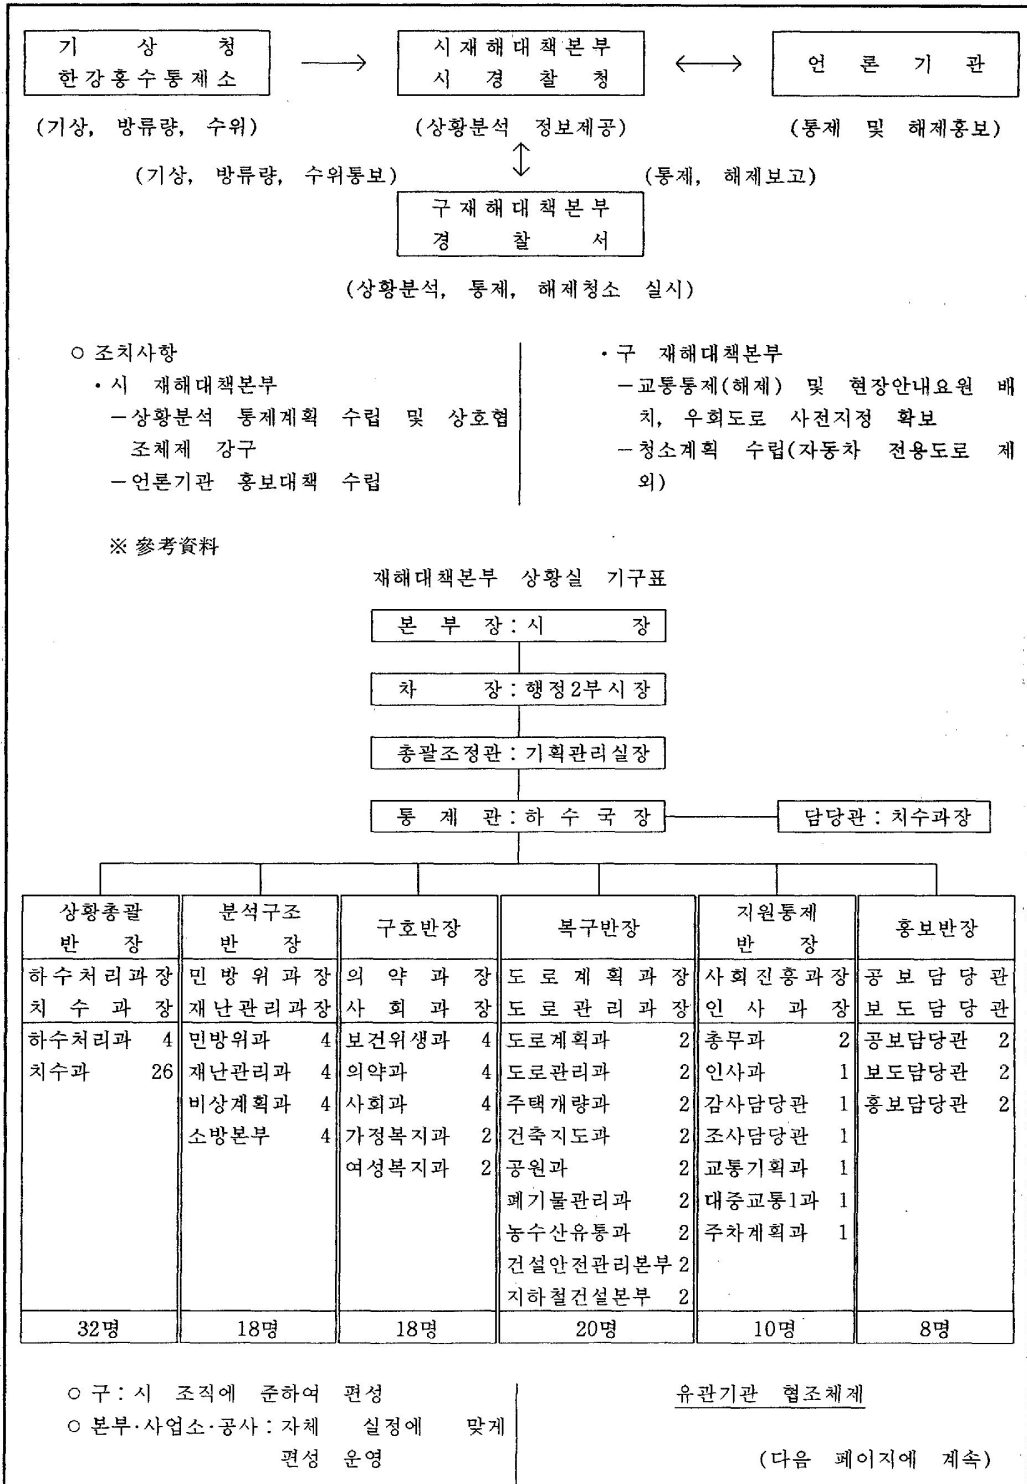 기 상 청
한강홍수통제소
시재해대책본부
시 경 찰 청
언 론 기 관
(기상, 방류량, 수위)
(상황분석 정보제공)
(통제 및 해제홍보)
(기상, 방류량, 수위통보)
(통제, 해제보고)
구재해대책본부
경 찰 서
(상황분석, 통제, 해제청소 실시)
○ 조치사항
· 시 재해대책본부
-상황분석 통제계획 수립 및 상호협
조체제 강구
-언론기관 홍보대책 수립
· 구 재해대책본부
-교통통제(해제) 및 현장안내요원 배
치, 우회도로 사전지정 확보
-청소계획 수립(자동차 전용도로 제
외)
※ 參考資料
재해대책본부 상황실 기구표
본 부 장 : 시 장
차 장 : 행정2부시장
총괄조정관 : 기획관리실장
통 제 관 : 하 수 국 장
담당관 : 치수과장
상황총괄
반 장
하수처리과장
치 수 과 장
하수처리과 4
치수과 26
32명
분석구조
반 장
민방위과장
재난관리과장
민방위과 4
재난관리과 4
비상계획과 4
소방본부 4
18명
구호반장
의 약 과 장
사 회 과 장
보건위생과 4
의약과 4
사회과 4
가정복지과 2
여성복지과 2
18명
복구반장
도로계획과장
도로관리과장
도로계획과 2
도로관리과 2
주택개량과 2
건축지도과 2
공원과 2
폐기물관리과 2
농수산유통과 2
건설안전관리본부 2
지하철건설본부 2
20명
지원통제
반 장
사회진흥과장
인 사 과 장
총무과 2
인사과 1
감사담당관 1
조사담당관 1
교통기획과 1
대중교통1과 1
주차계획과 1
10명
홍보반장
공보담당관
보도담당관
공보담당관 2
보도담당관 2
홍보담당관 2
8명
○ 구 : 시 조직에 준하여 편성
○ 본부·사업소·공사 : 자체 실정에 맞게
편성 운영
유관기관 협조체제
(다음 페이지에 계속)